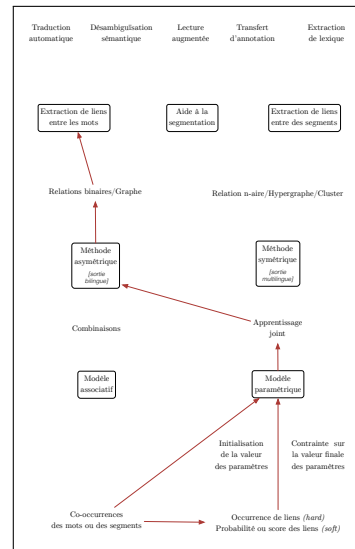 Traduction
automatique
Désambiguïsation
sémantique
Lecture
augmentée
Transfert
d'annotation
Extraction
de lexique
Extraction de liens
entre les mots
Aide à la
segmentation
Extraction de liens
entre des segments
Relations binaires/Graphe
Relation n-aire/Hypergraphe/Cluster
Méthode
asymétrique
[sortie
bilingue]
Méthode
symétrique
[sortie
multilingue]
Combinaisons
Apprentissage
joint
Modèle
associatif
Modèle
paramétrique
Initialisation
de la valeur
des paramètres
Contrainte sur
la valeur finale
des paramètres
Co-occurrences
des mots ou des segments
Occurrence de liens (hard)
Probabilité ou score des liens (soft)